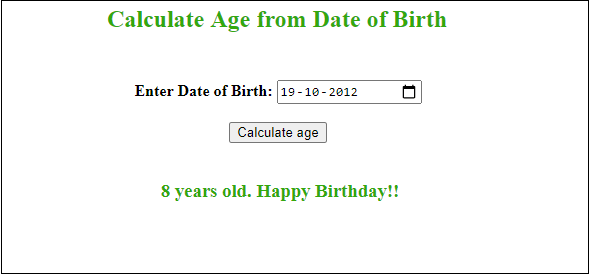 Calculate Age from Date of Birth
Enter Date of Birth: 19-10-2012
Calculate age
8 years old. Happy Birthday!!